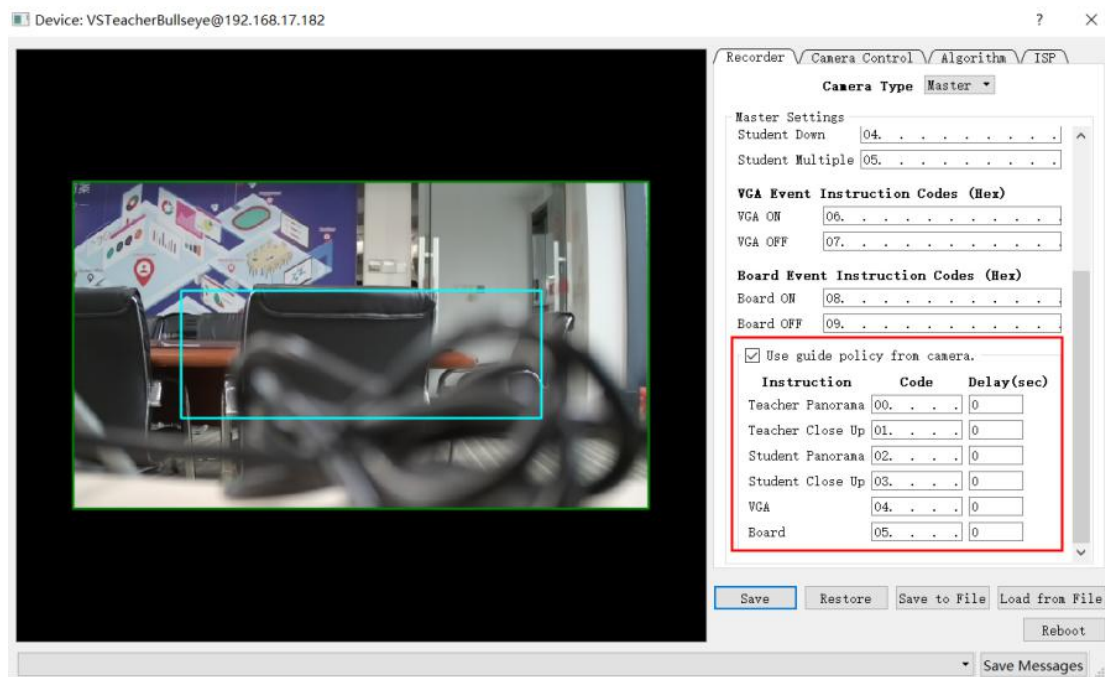 Device: VSTeacherBullseye@192.168.17.182 ? ×
Recorder Camera Control Algorithm ISP
Camera Type Master
Master Settings
Student Down 04. . . . . . . . .
Student Multiple 05. . . . . . . . .
VGA Event Instruction Codes (Hex)
VGA ON 06. . . . . . . . . .
VGA OFF 07. . . . . . . . . .
Board Event Instruction Codes (Hex)
Board ON 08. . . . . . . . . .
Board OFF 09. . . . . . . . . .
Use guide policy from camera.
Instruction Code Delay(sec)
Teacher Panorama 00. . . . 0
Teacher Close Up 01. . . . 0
Student Panorama 02. . . . 0
Student Close Up 03. . . . 0
VGA 04. . . . 0
Board 05. . . . 0
Save Restore Save to File Load from File
Reboot
Save Messages